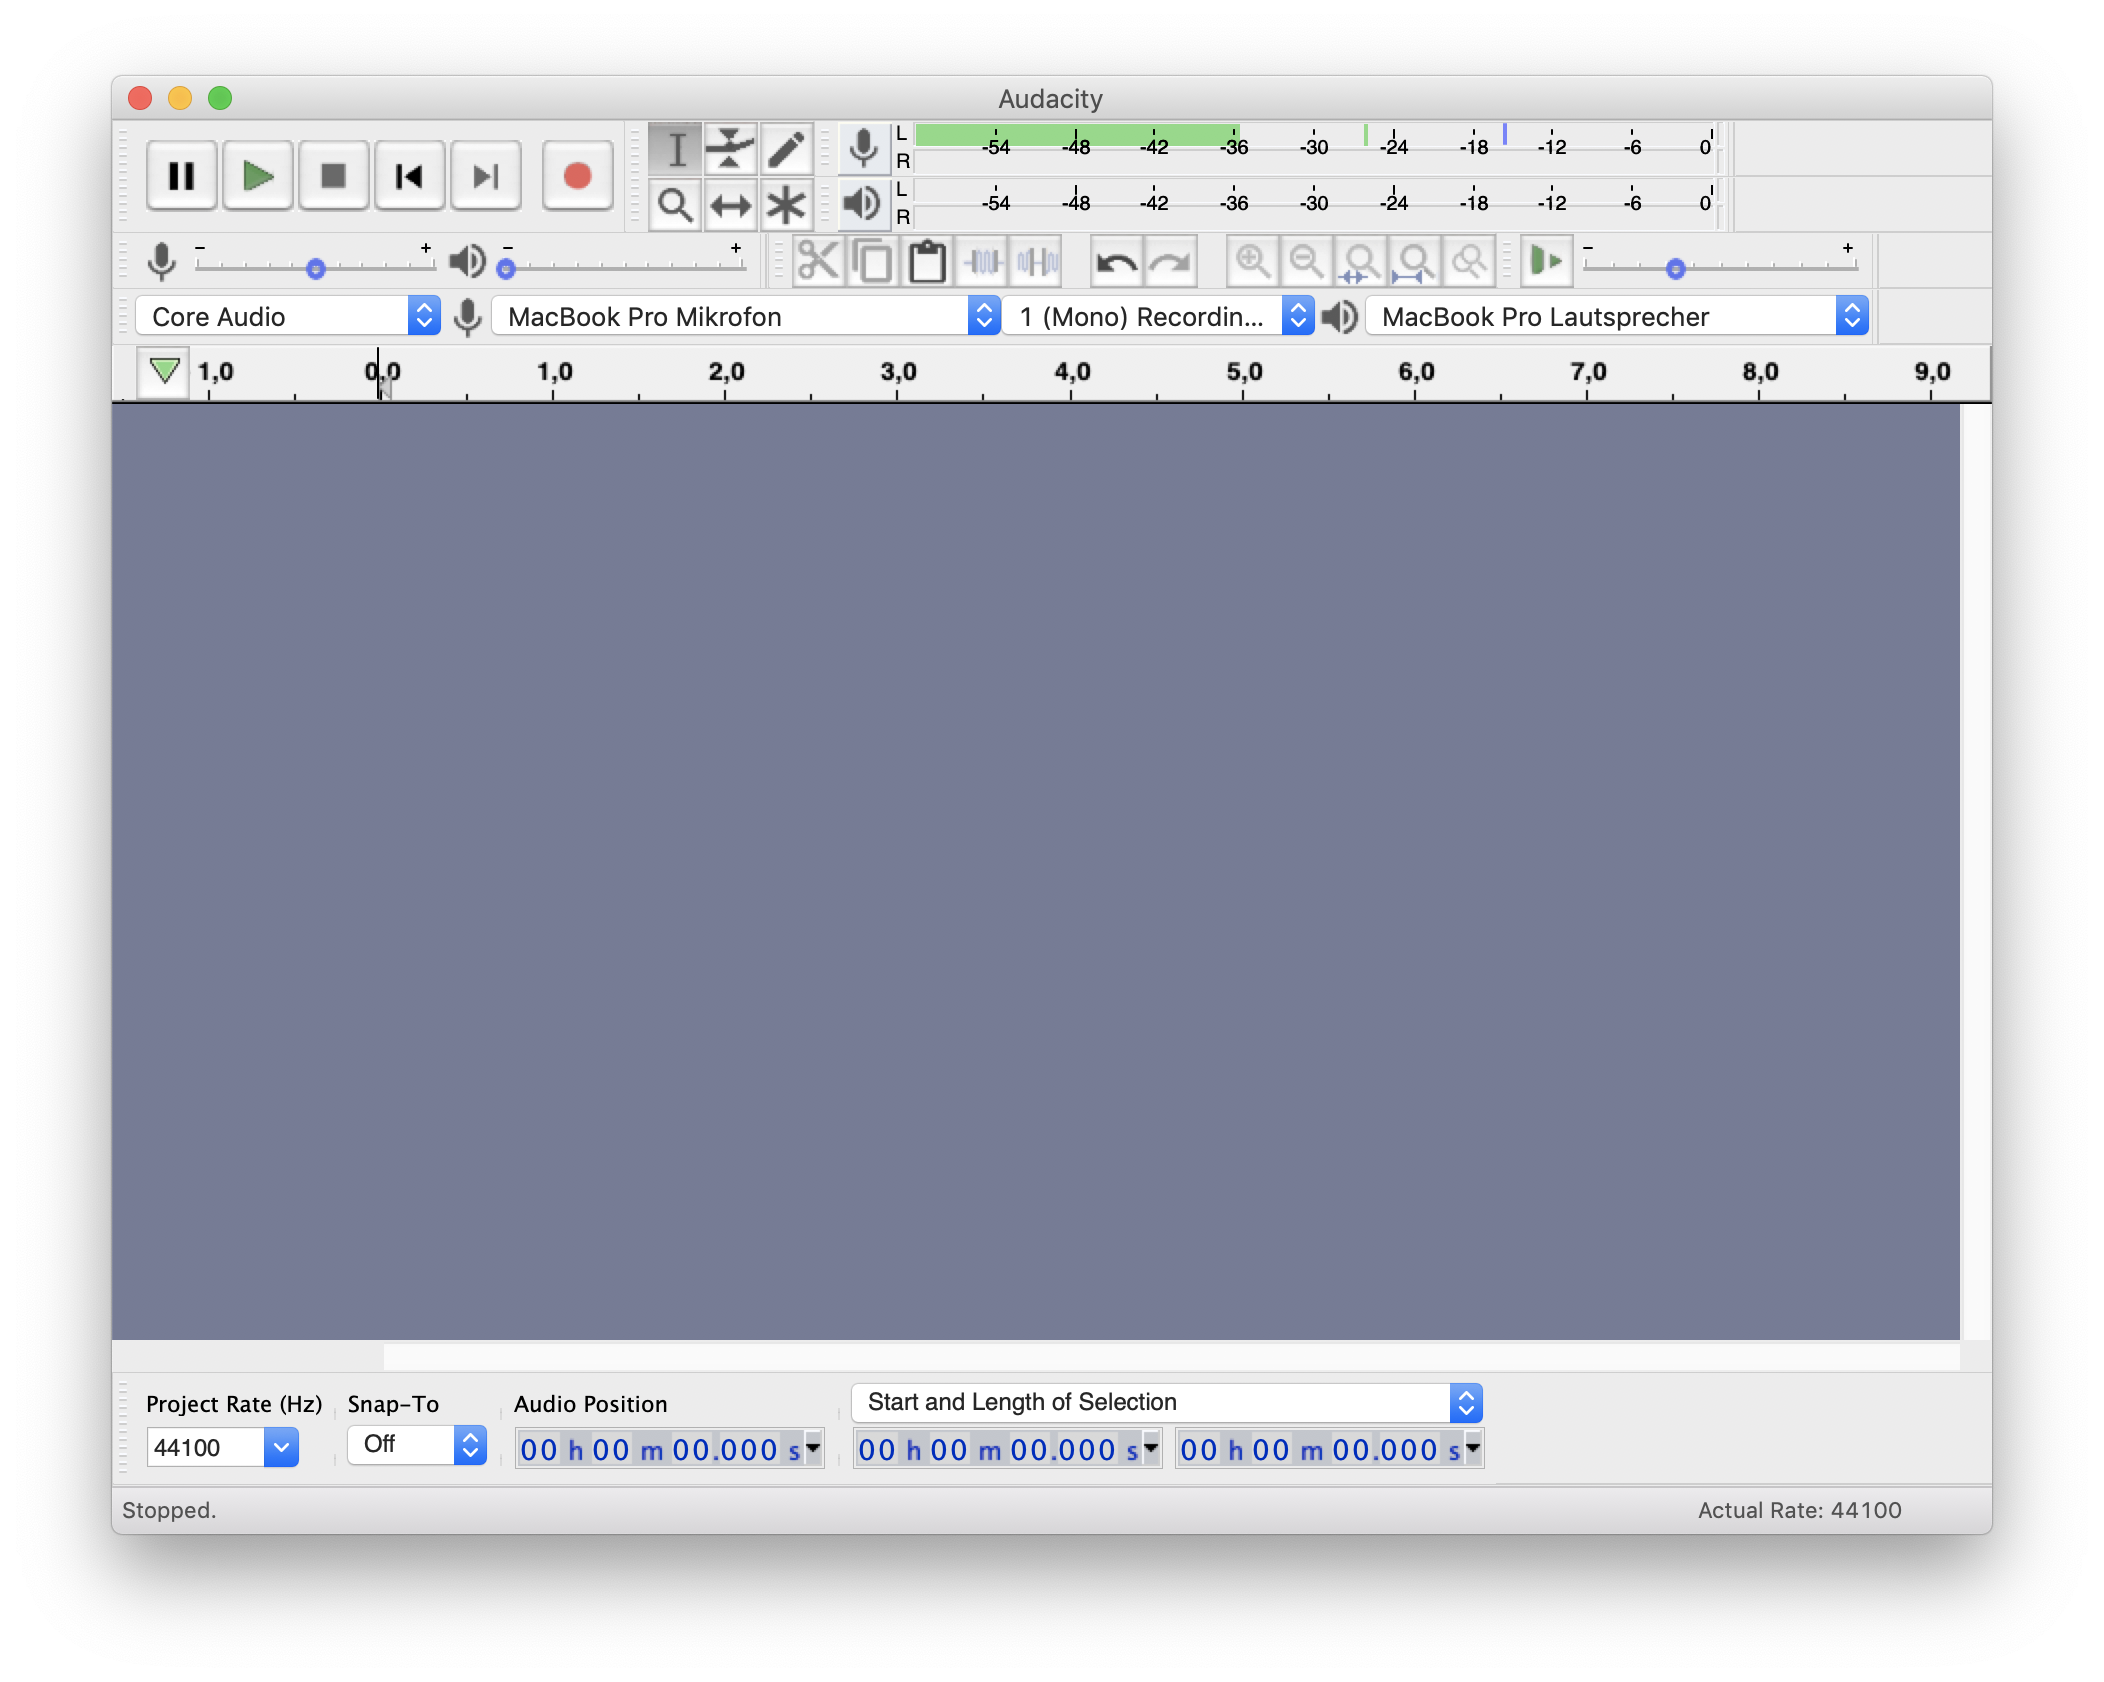 Audacity
L
-54 -48 -42 -36 -30 -24 -18 -12 -6 0
R
L
-54 -48 -42 -36 -30 -24 -18 -12 -6 0
R
- + - + - +
Core Audio MacBook Pro Mikrofon 1 (Mono) Recordin... MacBook Pro Lautsprecher
1,0 0,0 1,0 2,0 3,0 4,0 5,0 6,0 7,0 8,0 9,0
Project Rate (Hz) Snap-To Audio Position Start and Length of Selection
44100 Off 00 h 00 m 00.000 s 00 h 00 m 00.000 s 00 h 00 m 00.000 s
Stopped. Actual Rate: 44100